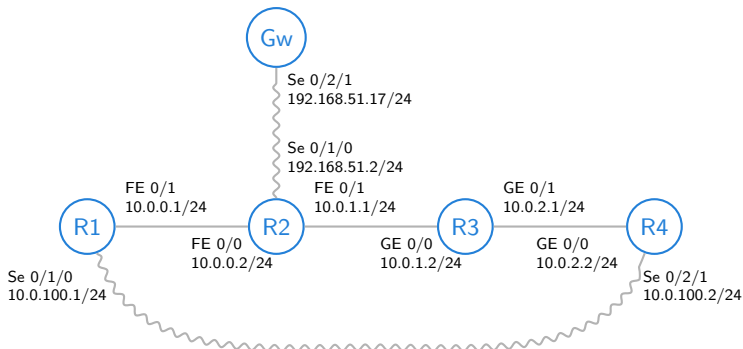 Gw
Se 0/2/1
192.168.51.17/24
Se 0/1/0
192.168.51.2/24
FE 0/1
10.0.0.1/24
FE 0/1
10.0.1.1/24
GE 0/1
10.0.2.1/24
R1
R2
R3
R4
FE 0/0
10.0.0.2/24
GE 0/0
10.0.1.2/24
GE 0/0
10.0.2.2/24
Se 0/1/0
10.0.100.1/24
Se 0/2/1
10.0.100.2/24